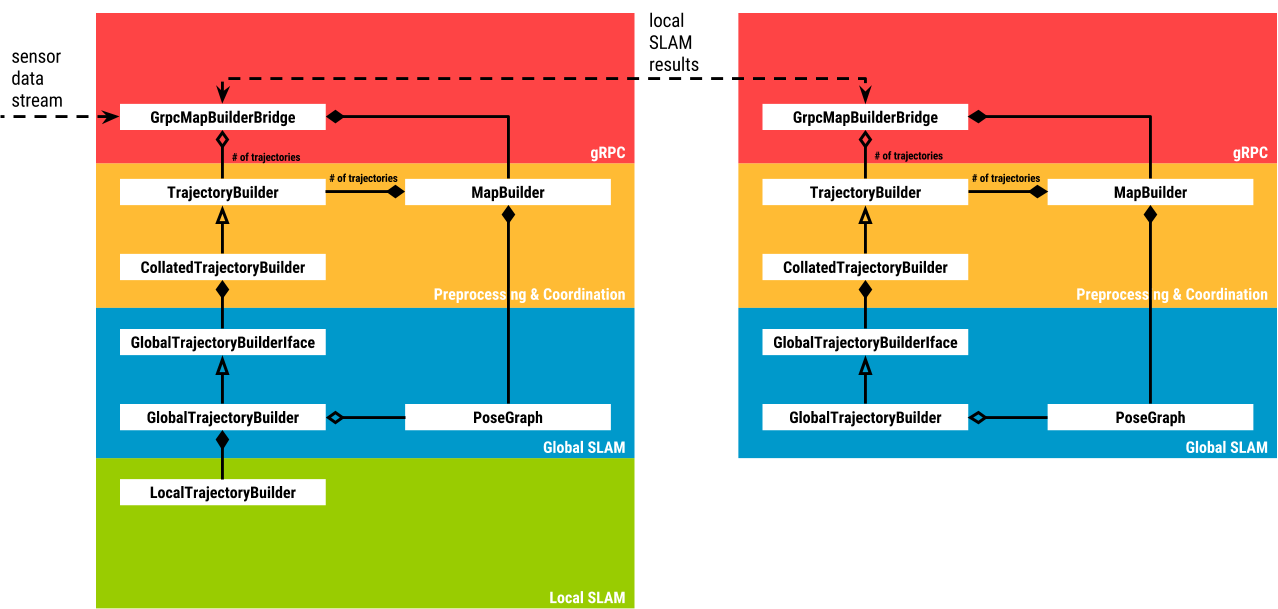 sensor
data
stream
GrpcMapBuilderBridge
# of trajectories
gRPC
TrajectoryBuilder
# of trajectories
MapBuilder
CollatedTrajectoryBuilder
Preprocessing & Coordination
GlobalTrajectoryBuilderIface
GlobalTrajectoryBuilder
PoseGraph
Global SLAM
LocalTrajectoryBuilder
Local SLAM
local
SLAM
results
GrpcMapBuilderBridge
# of trajectories
gRPC
TrajectoryBuilder
# of trajectories
MapBuilder
CollatedTrajectoryBuilder
Preprocessing & Coordination
GlobalTrajectoryBuilderIface
GlobalTrajectoryBuilder
PoseGraph
Global SLAM